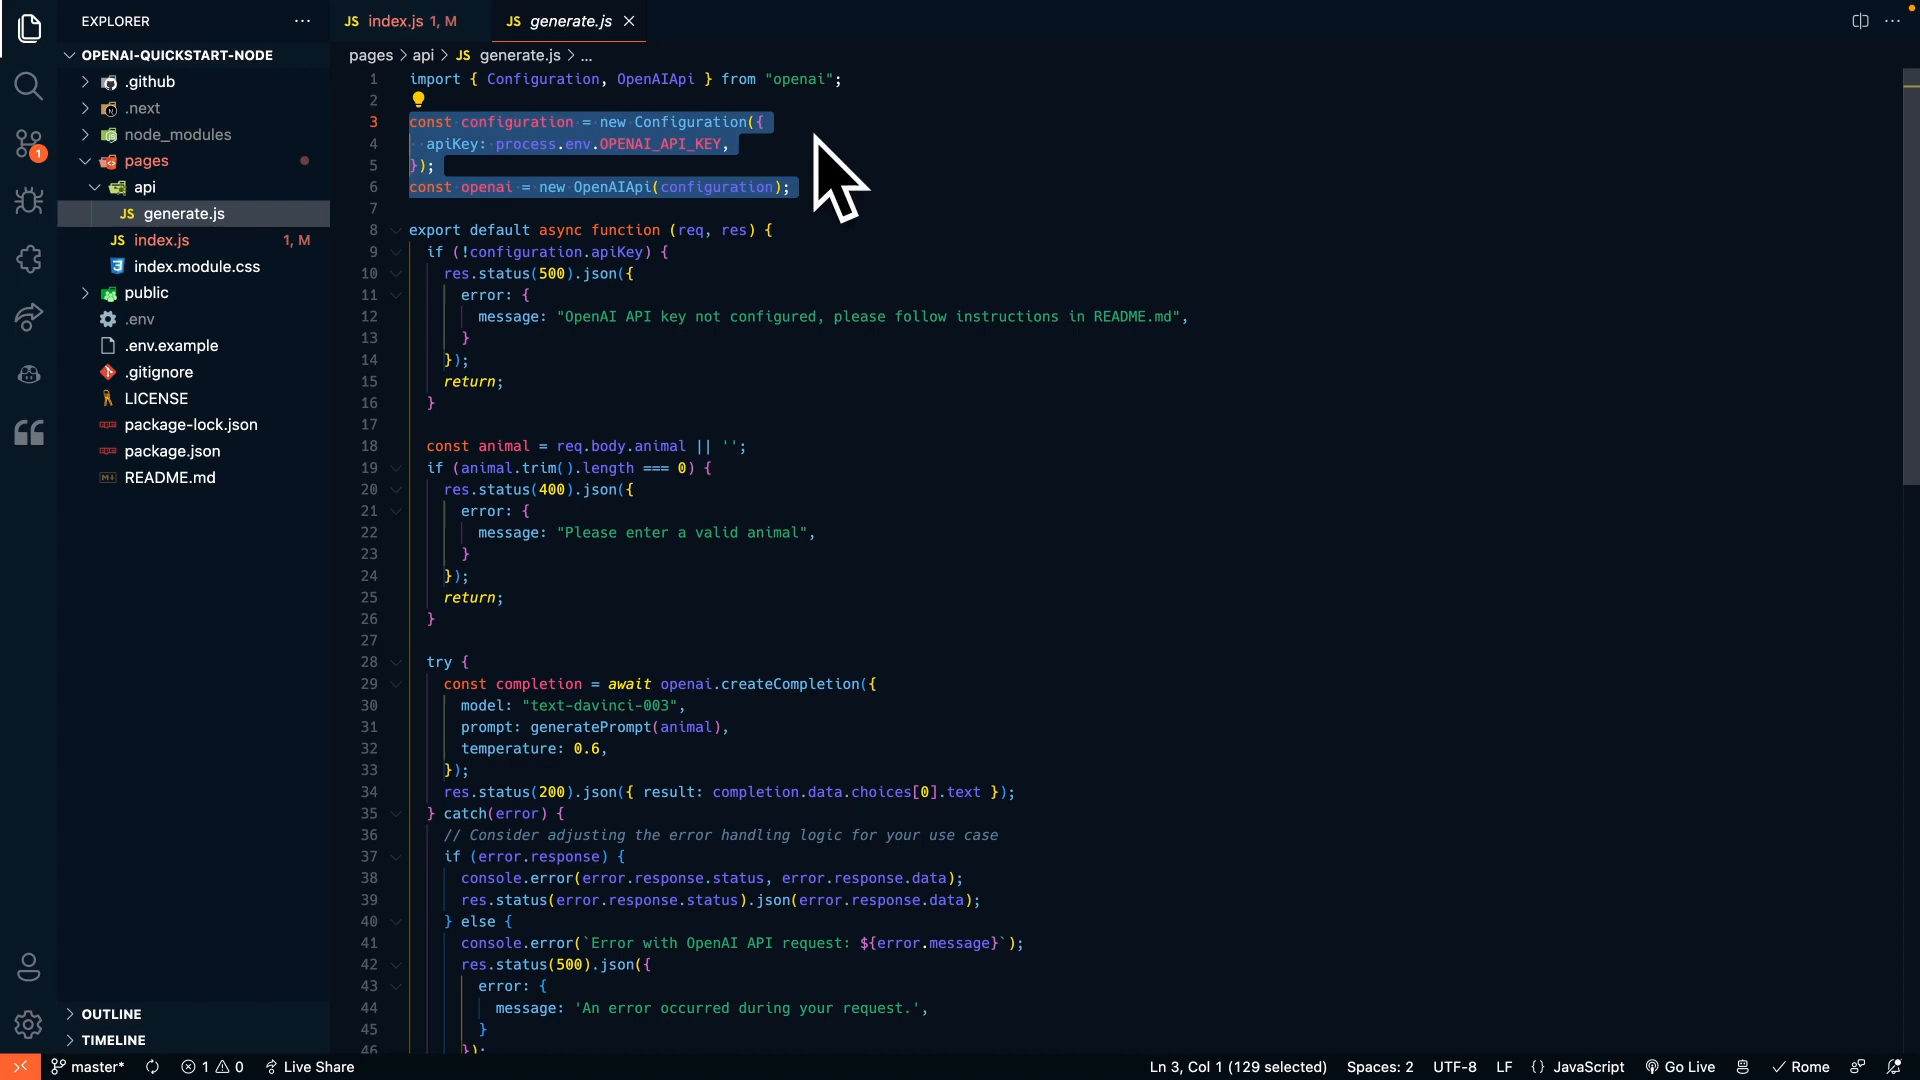 EXPLORER
OPENAI-QUICKSTART-NODE
.github
.next
node_modules
pages
api
JS generate.js
JS index.js 1, M
index.module.css
public
.env
.env.example
.gitignore
LICENSE
package-lock.json
package.json
README.md
OUTLINE
TIMELINE
JS index.js 1, M
JS generate.js
pages > api > JS generate.js > ...
1 import { Configuration, OpenAIApi } from "openai";
2
3 const configuration = new Configuration({
4 apiKey: process.env.OPENAI_API_KEY,
5 });
6 const openai = new OpenAIApi(configuration);
7
8 export default async function (req, res) {
9 if (!configuration.apiKey) {
10 res.status(500).json({
11 error: {
12 message: "OpenAI API key not configured, please follow instructions in README.md",
13 }
14 });
15 return;
16 }
17
18 const animal = req.body.animal || '';
19 if (animal.trim().length === 0) {
20 res.status(400).json({
21 error: {
22 message: "Please enter a valid animal",
23 }
24 });
25 return;
26 }
27
28 try {
29 const completion = await openai.createCompletion({
30 model: "text-davinci-003",
31 prompt: generatePrompt(animal),
32 temperature: 0.6,
33 });
34 res.status(200).json({ result: completion.data.choices[0].text });
35 } catch(error) {
36 // Consider adjusting the error handling logic for your use case
37 if (error.response) {
38 console.error(error.response.status, error.response.data);
39 res.status(error.response.status).json(error.response.data);
40 } else {
41 console.error(`Error with OpenAI API request: ${error.message}`);
42 res.status(500).json({
43 error: {
44 message: 'An error occurred during your request.',
45 }
46 });
1
master* 1 0 Live Share Ln 3, Col 1 (129 selected) Spaces: 2 UTF-8 LF {} JavaScript Go Live Rome